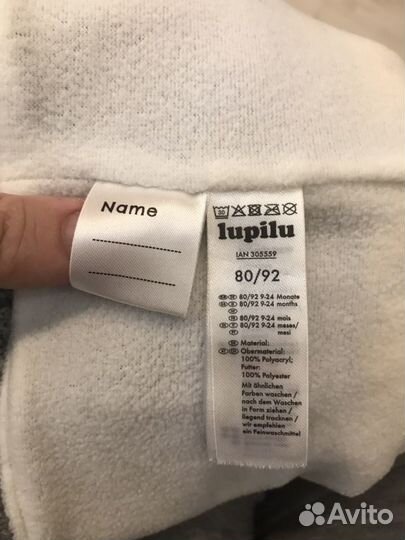 Name
lupilu
IAN 305559
80/92
80/92 9-24 Monate
80/92 9-24 months
80/92 9-24 mois
80/92 9-24 meses/
mesi
Material:
Obermaterial:
100% Polyacryl;
Futter:
100% Polyester
Mit ähnlichen
Farben waschen /
nach dem Waschen
in Form ziehen /
liegend trocknen /
wir empfehlen
ein Feinwaschmittel
Avito